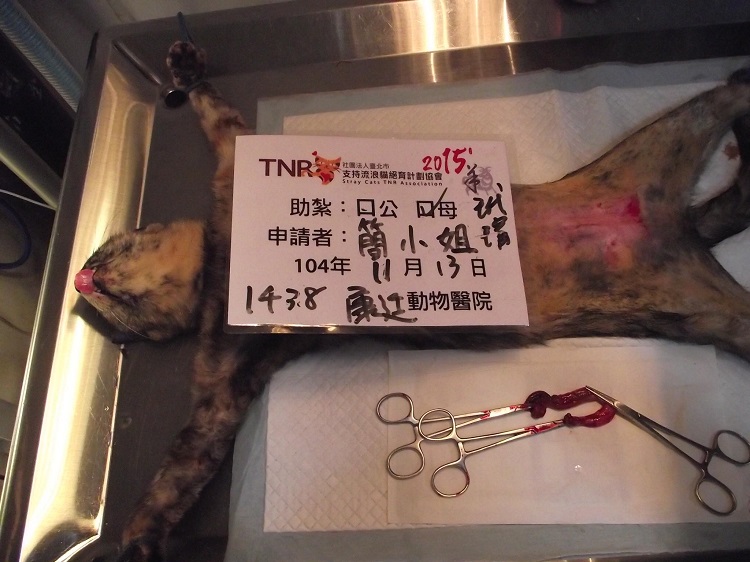 TNR 社團法人臺北市 2015'
支持流浪貓絕育計劃協會
Stray Cats TNR Association
助紮：口公 口母
申請者：簡小姐
104年 11月13日
1438 康廷動物醫院